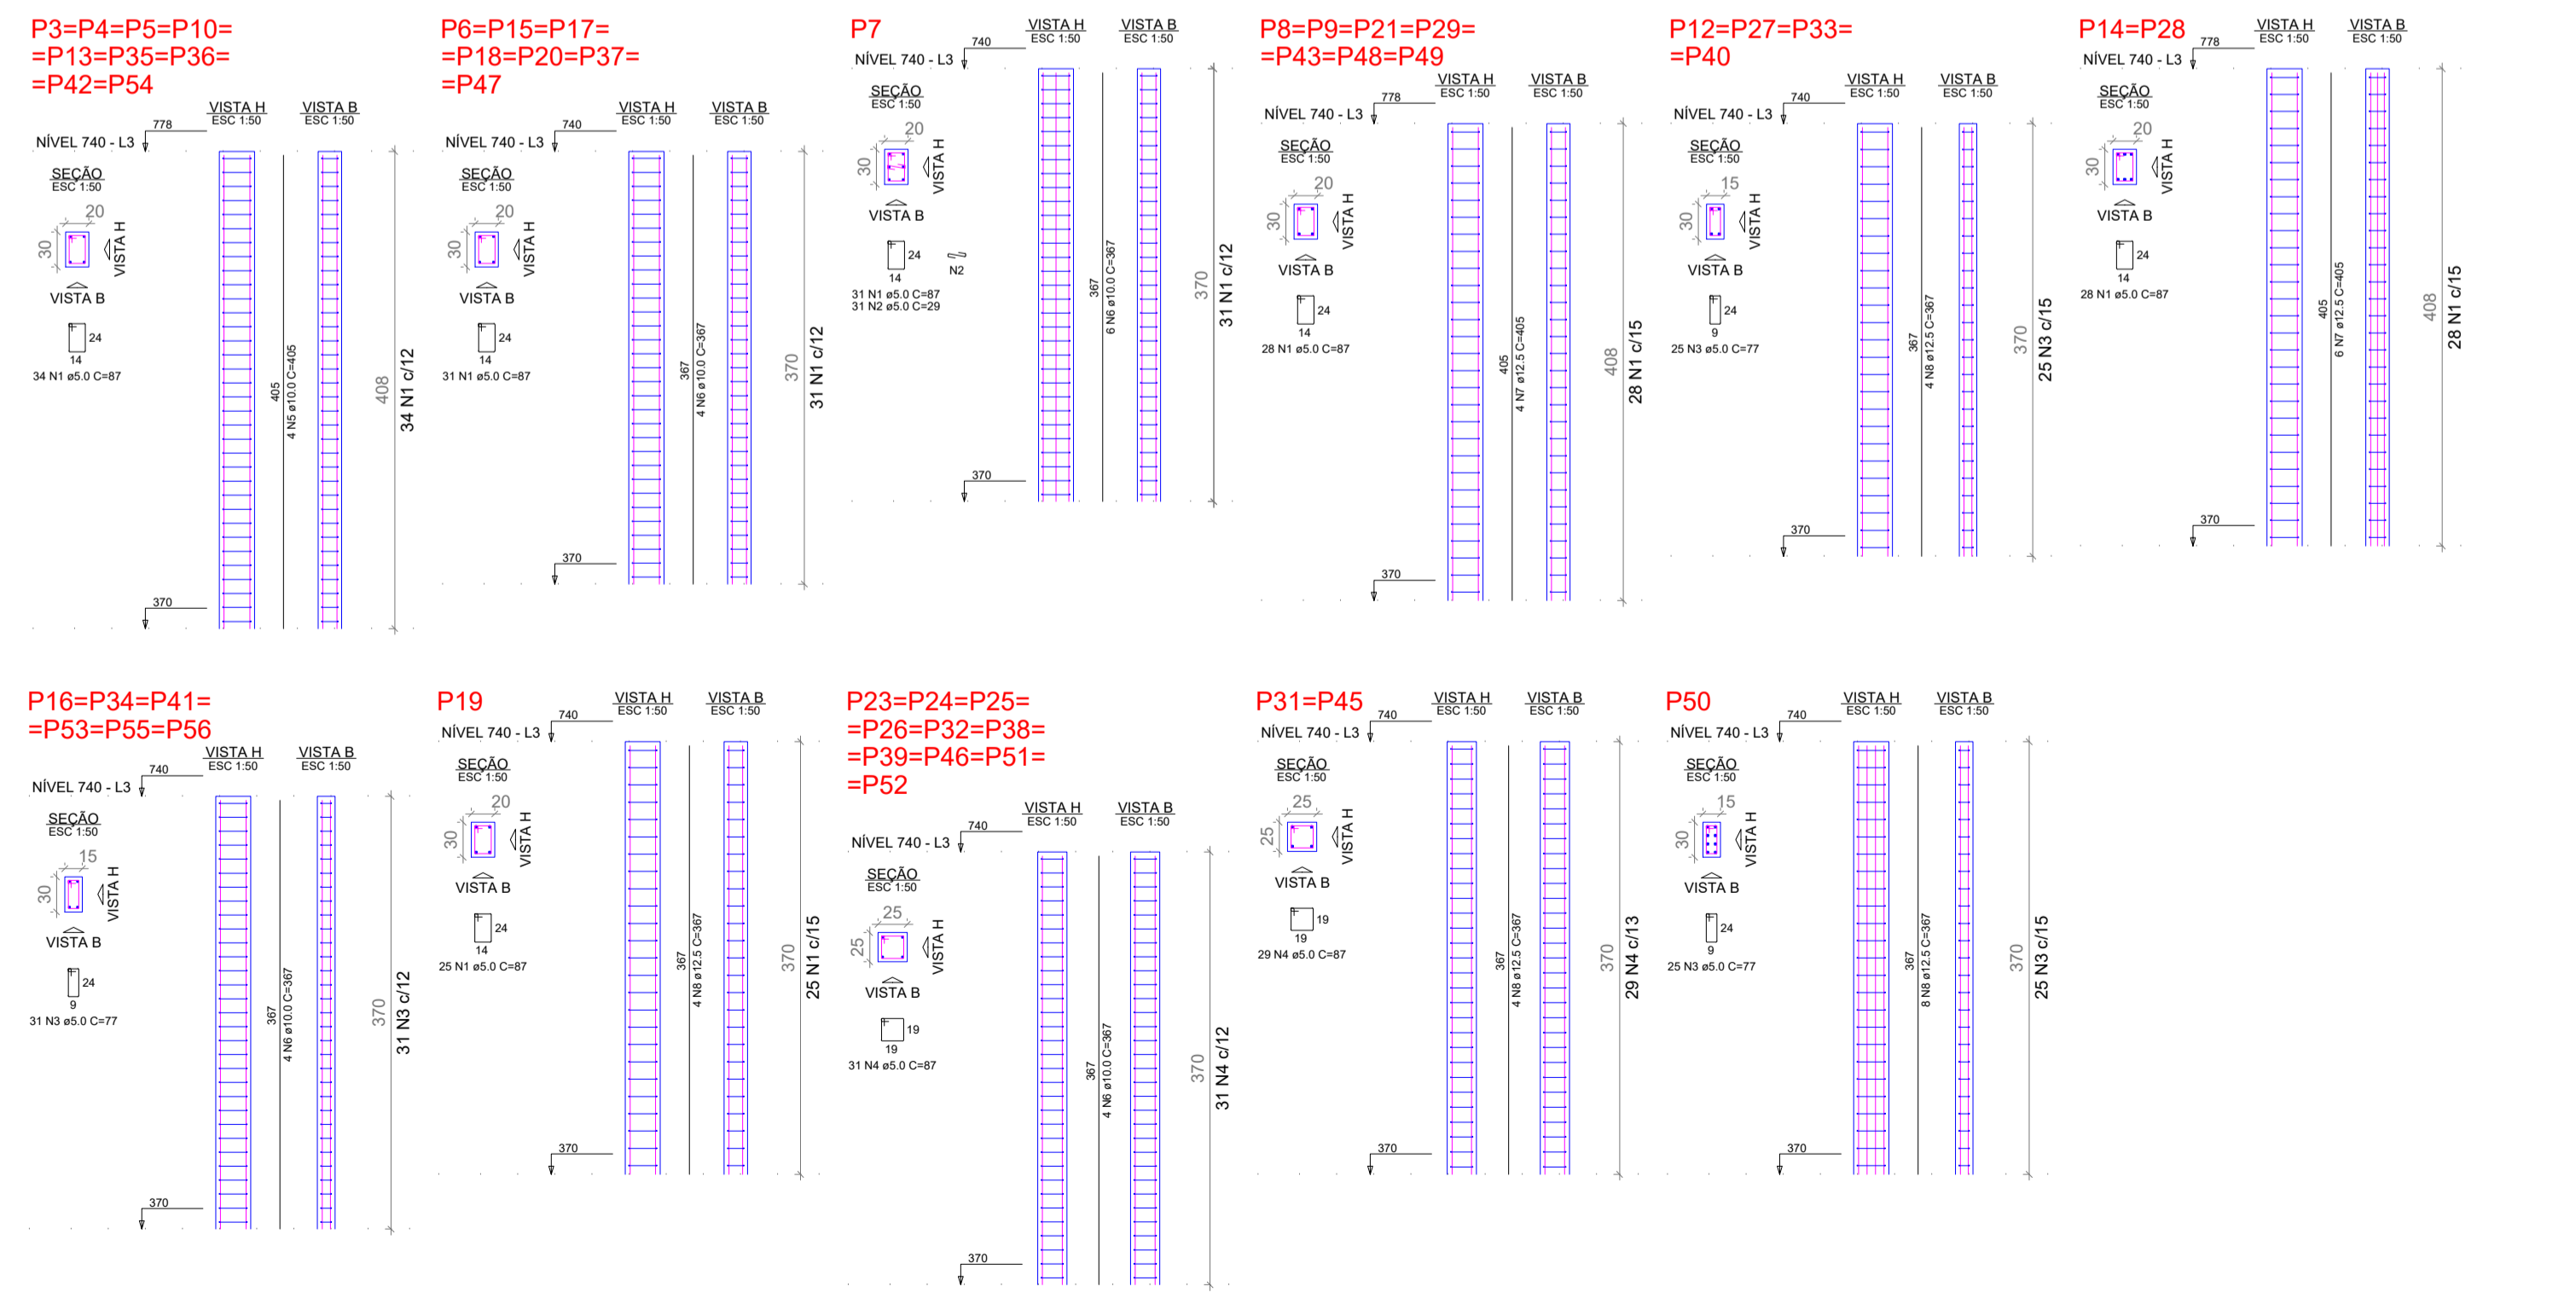 P3=P4=P5=P10=
=P13=P35=P36=
=P42=P54
VISTA H
ESC 1:50
VISTA B
ESC 1:50
NÍVEL 740 - L3
778
SEÇÃO
ESC 1:50
20
30
VISTA H
VISTA B
24
14
34 N1 ø5.0 C=87
405
4 N5 ø10.0 C=405
408
34 N1 c/12
370
P6=P15=P17=
=P18=P20=P37=
=P47
VISTA H
ESC 1:50
VISTA B
ESC 1:50
NÍVEL 740 - L3
740
SEÇÃO
ESC 1:50
20
30
VISTA H
VISTA B
24
14
31 N1 ø5.0 C=87
367
4 N6 ø10.0 C=367
370
31 N1 c/12
370
P7
VISTA H
ESC 1:50
VISTA B
ESC 1:50
NÍVEL 740 - L3
740
SEÇÃO
ESC 1:50
20
30
VISTA H
VISTA B
24
14
N2
31 N1 ø5.0 C=87
31 N2 ø5.0 C=29
367
6 N6 ø10.0 C=367
370
31 N1 c/12
370
P8=P9=P21=P29=
=P43=P48=P49
VISTA H
ESC 1:50
VISTA B
ESC 1:50
NÍVEL 740 - L3
778
SEÇÃO
ESC 1:50
20
30
VISTA H
VISTA B
24
14
28 N1 ø5.0 C=87
405
4 N7 ø12.5 C=405
408
28 N1 c/15
370
P12=P27=P33=
=P40
VISTA H
ESC 1:50
VISTA B
ESC 1:50
NÍVEL 740 - L3
740
SEÇÃO
ESC 1:50
15
30
VISTA H
VISTA B
24
9
25 N3 ø5.0 C=77
367
4 N8 ø12.5 C=367
370
25 N3 c/15
370
P14=P28
VISTA H
ESC 1:50
VISTA B
ESC 1:50
NÍVEL 740 - L3
778
SEÇÃO
ESC 1:50
20
30
VISTA H
VISTA B
24
14
28 N1 ø5.0 C=87
405
6 N7 ø12.5 C=405
408
28 N1 c/15
370
P16=P34=P41=
=P53=P55=P56
VISTA H
ESC 1:50
VISTA B
ESC 1:50
NÍVEL 740 - L3
740
SEÇÃO
ESC 1:50
15
30
VISTA H
VISTA B
24
9
31 N3 ø5.0 C=77
367
4 N6 ø10.0 C=367
370
31 N3 c/12
370
P19
VISTA H
ESC 1:50
VISTA B
ESC 1:50
NÍVEL 740 - L3
740
SEÇÃO
ESC 1:50
20
30
VISTA H
VISTA B
24
14
25 N1 ø5.0 C=87
367
4 N8 ø12.5 C=367
370
25 N1 c/15
370
P23=P24=P25=
=P26=P32=P38=
=P39=P46=P51=
=P52
VISTA H
ESC 1:50
VISTA B
ESC 1:50
NÍVEL 740 - L3
740
SEÇÃO
ESC 1:50
25
25
VISTA H
VISTA B
19
19
31 N4 ø5.0 C=87
367
4 N6 ø10.0 C=367
370
31 N4 c/12
370
P31=P45
VISTA H
ESC 1:50
VISTA B
ESC 1:50
NÍVEL 740 - L3
740
SEÇÃO
ESC 1:50
25
25
VISTA H
VISTA B
19
19
29 N4 ø5.0 C=87
367
4 N8 ø12.5 C=367
370
29 N4 c/13
370
P50
VISTA H
ESC 1:50
VISTA B
ESC 1:50
NÍVEL 740 - L3
740
SEÇÃO
ESC 1:50
15
30
VISTA H
VISTA B
24
9
25 N3 ø5.0 C=77
367
8 N8 ø12.5 C=367
370
25 N3 c/15
370